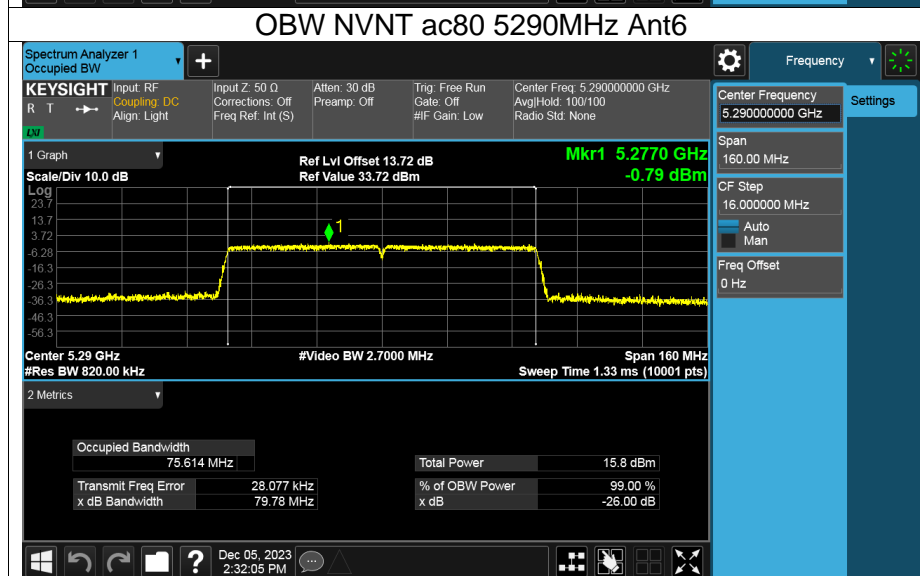 OBW NVNT ac80 5290MHz Ant6
Spectrum Analyzer 1
Occupied BW
+
Frequency
KEYSIGHT
R T
LXI
Input: RF
Coupling: DC
Align: Light
Input Z: 50 Ω
Corrections: Off
Freq Ref: Int (S)
Atten: 30 dB
Preamp: Off
Trig: Free Run
Gate: Off
#IF Gain: Low
Center Freq: 5.290000000 GHz
Avg|Hold: 100/100
Radio Std: None
Center Frequency
5.290000000 GHz
Settings
Span
160.00 MHz
CF Step
16.000000 MHz
Auto
Man
Freq Offset
0 Hz
1 Graph
Scale/Div 10.0 dB
Ref Lvl Offset 13.72 dB
Ref Value 33.72 dBm
Mkr1 5.2770 GHz
-0.79 dBm
Log
23.7
13.7
3.72
-6.28
-16.3
-26.3
-36.3
-46.3
-56.3
1
Center 5.29 GHz
#Res BW 820.00 kHz
#Video BW 2.7000 MHz
Span 160 MHz
Sweep Time 1.33 ms (10001 pts)
2 Metrics
Occupied Bandwidth
75.614 MHz
Transmit Freq Error 28.077 kHz
x dB Bandwidth 79.78 MHz
Total Power 15.8 dBm
% of OBW Power 99.00 %
x dB -26.00 dB
?
Dec 05, 2023
2:32:05 PM